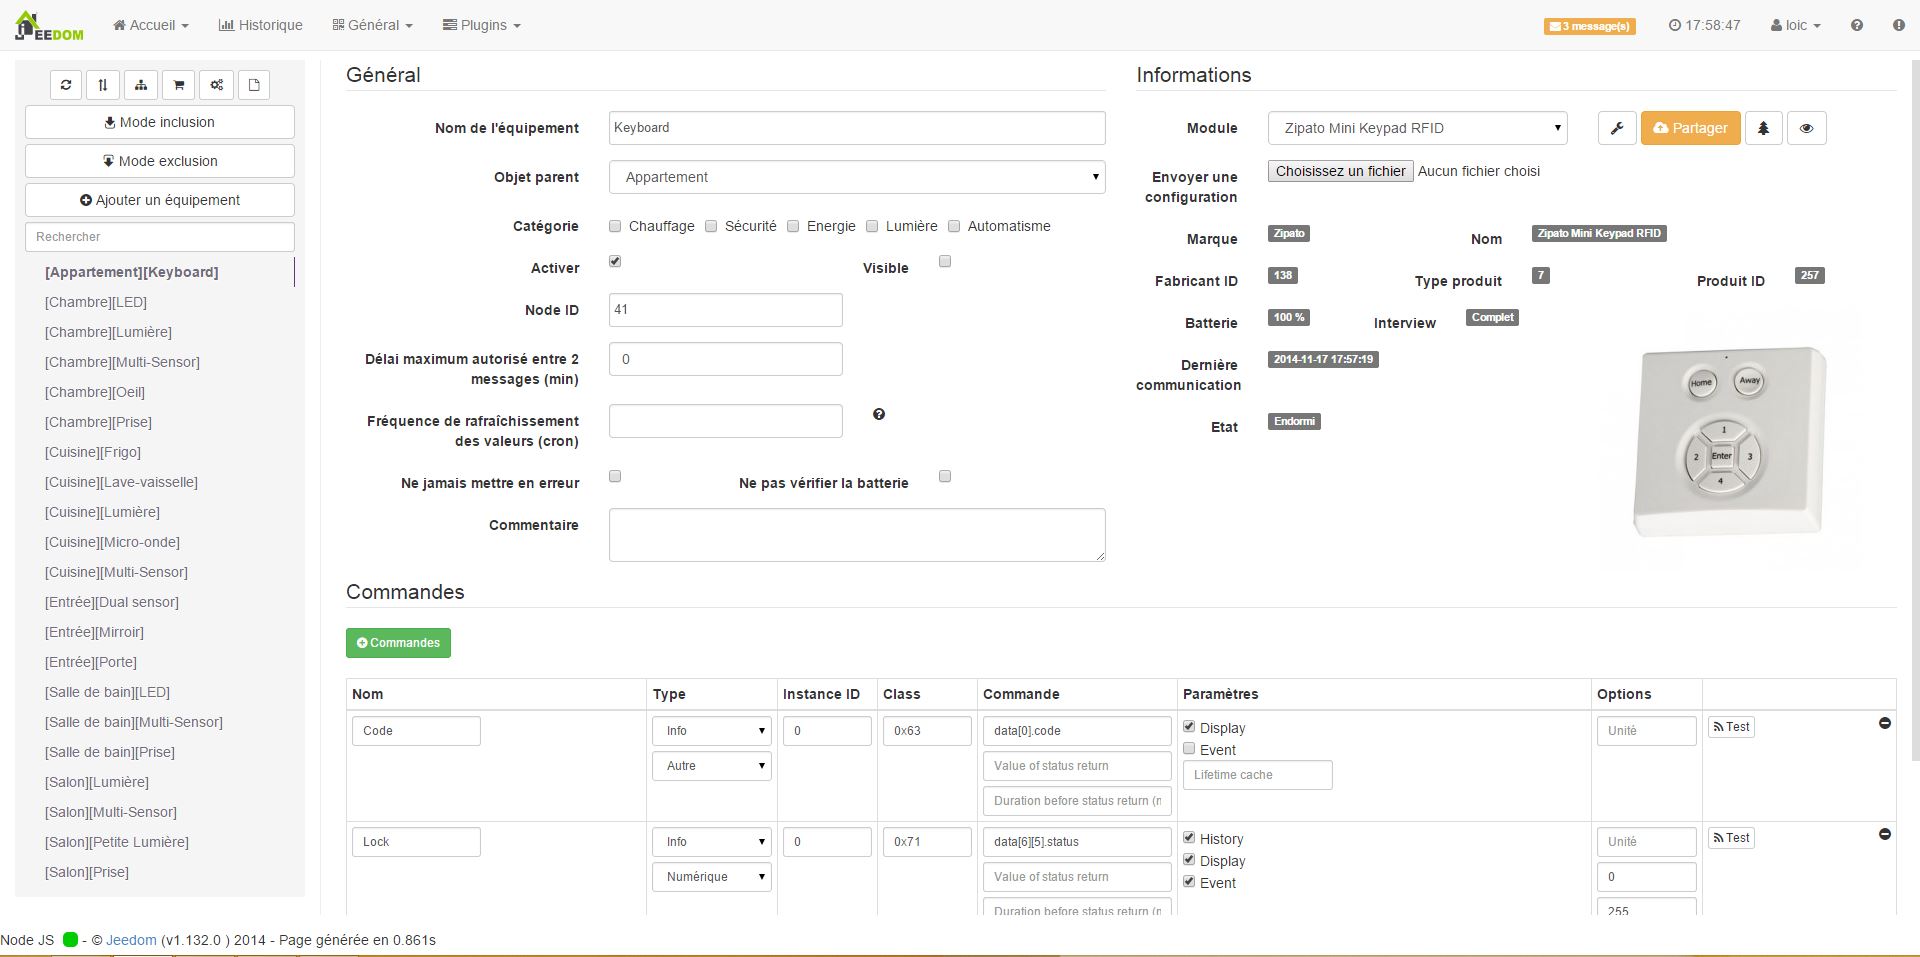 JEEDOM Accueil Historique Général Plugins 3 message(s) 17:58:47 loic
Mode inclusion
Mode exclusion
Ajouter un équipement
Rechercher
[Appartement][Keyboard]
[Chambre][LED]
[Chambre][Lumière]
[Chambre][Multi-Sensor]
[Chambre][Oeil]
[Chambre][Prise]
[Cuisine][Frigo]
[Cuisine][Lave-vaisselle]
[Cuisine][Lumière]
[Cuisine][Micro-onde]
[Cuisine][Multi-Sensor]
[Entrée][Dual sensor]
[Entrée][Mirroir]
[Entrée][Porte]
[Salle de bain][LED]
[Salle de bain][Multi-Sensor]
[Salle de bain][Prise]
[Salon][Lumière]
[Salon][Multi-Sensor]
[Salon][Petite Lumière]
[Salon][Prise]
Général
Nom de l'équipement Keyboard
Objet parent Appartement
Catégorie Chauffage Sécurité Energie Lumière Automatisme
Activer Visible
Node ID 41
Délai maximum autorisé entre 2
messages (min) 0
Fréquence de rafraîchissement
des valeurs (cron)
Ne jamais mettre en erreur Ne pas vérifier la batterie
Commentaire
Informations
Module Zipato Mini Keypad RFID Partager
Envoyer une
configuration Choisissez un fichier Aucun fichier choisi
Marque Zipato Nom Zipato Mini Keypad RFID
Fabricant ID 138 Type produit 7 Produit ID 257
Batterie 100 % Interview Complet
Dernière
communication 2014-11-17 17:57:19
Etat Endormi
Home Away
1
2 Enter 3
4
Commandes
Commandes
Nom Type Instance ID Class Commande Paramètres Options
Code Info 0 0x63 data[0].code Display Unité Test
Event
Autre Value of status return Lifetime cache
Duration before status return (n
Lock Info 0 0x71 data[6][5].status History Unité Test
Display
Numérique Value of status return Event 0
Duration before status return (n 255
Node JS - © Jeedom (v1.132.0 ) 2014 - Page générée en 0.861s